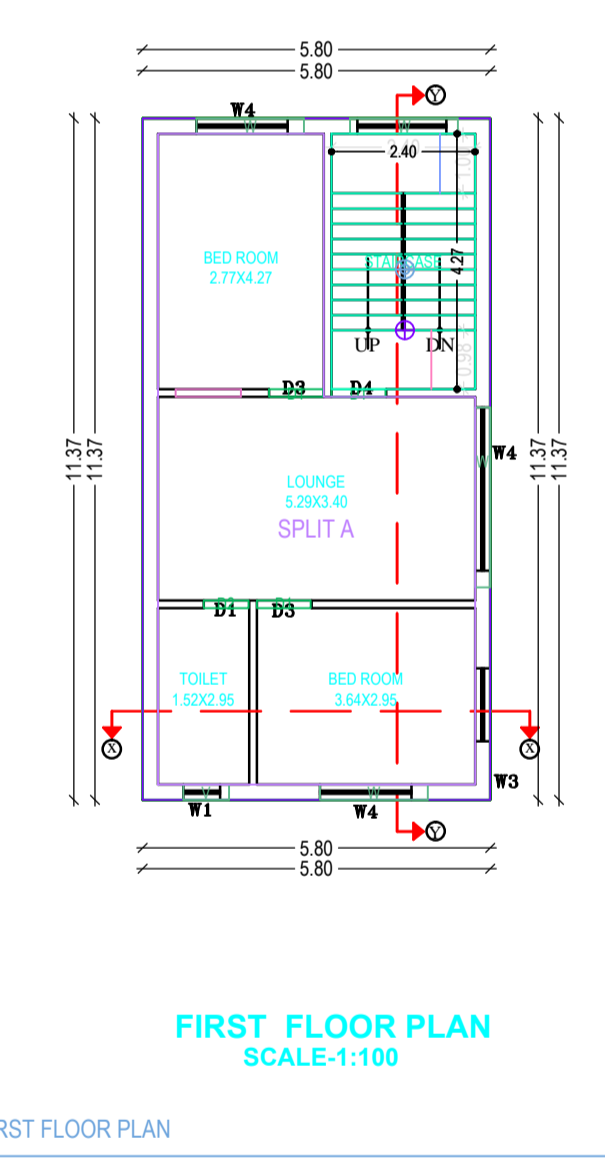 5.80
5.80
Y
W4
W
W
2.40
4.27
BED ROOM
2.77X4.27
STAIRCASE
UP
DN
0.98
D3
D4
11.37
11.37
11.37
11.37
W4
W
LOUNGE
5.29X3.40
SPLIT A
D1
D3
TOILET
1.52X2.95
BED ROOM
3.64X2.95
X
X
W3
V
W
W1
W4
Y
5.80
5.80
FIRST FLOOR PLAN
SCALE-1:100
RST FLOOR PLAN